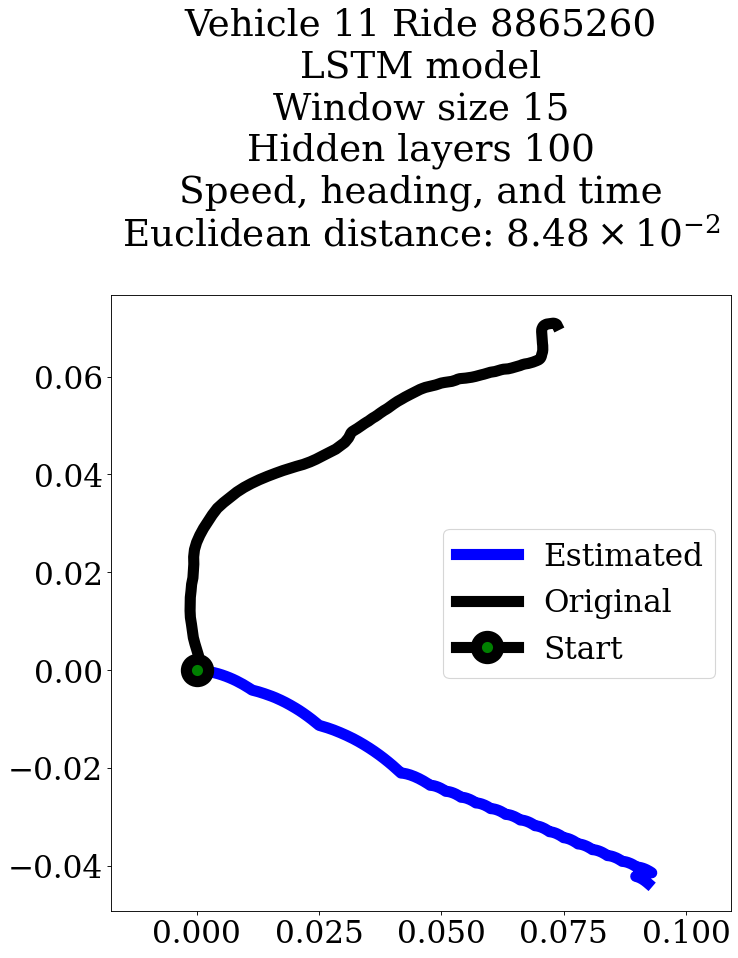 Vehicle 11 Ride 8865260
LSTM model
Window size 15
Hidden layers 100
Speed, heading, and time
Euclidean distance: 8.48 × 10⁻²
0.06
0.04
0.02
0.00
−0.02
−0.04
Estimated
Original
Start
0.000 0.025 0.050 0.075 0.100